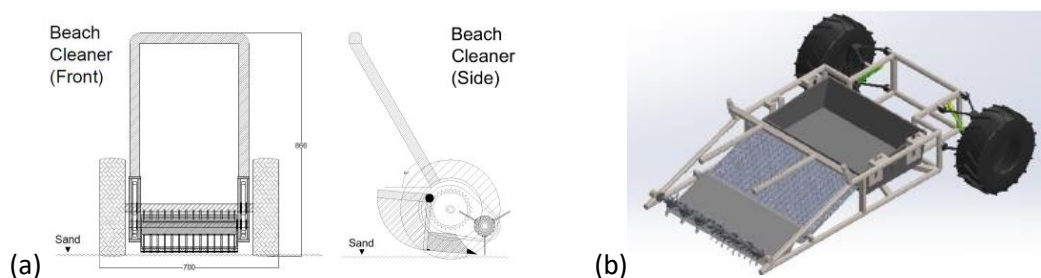 Beach
Cleaner
(Front)
866
Sand
700
(a)
Beach
Cleaner
(Side)
Sand
(b)